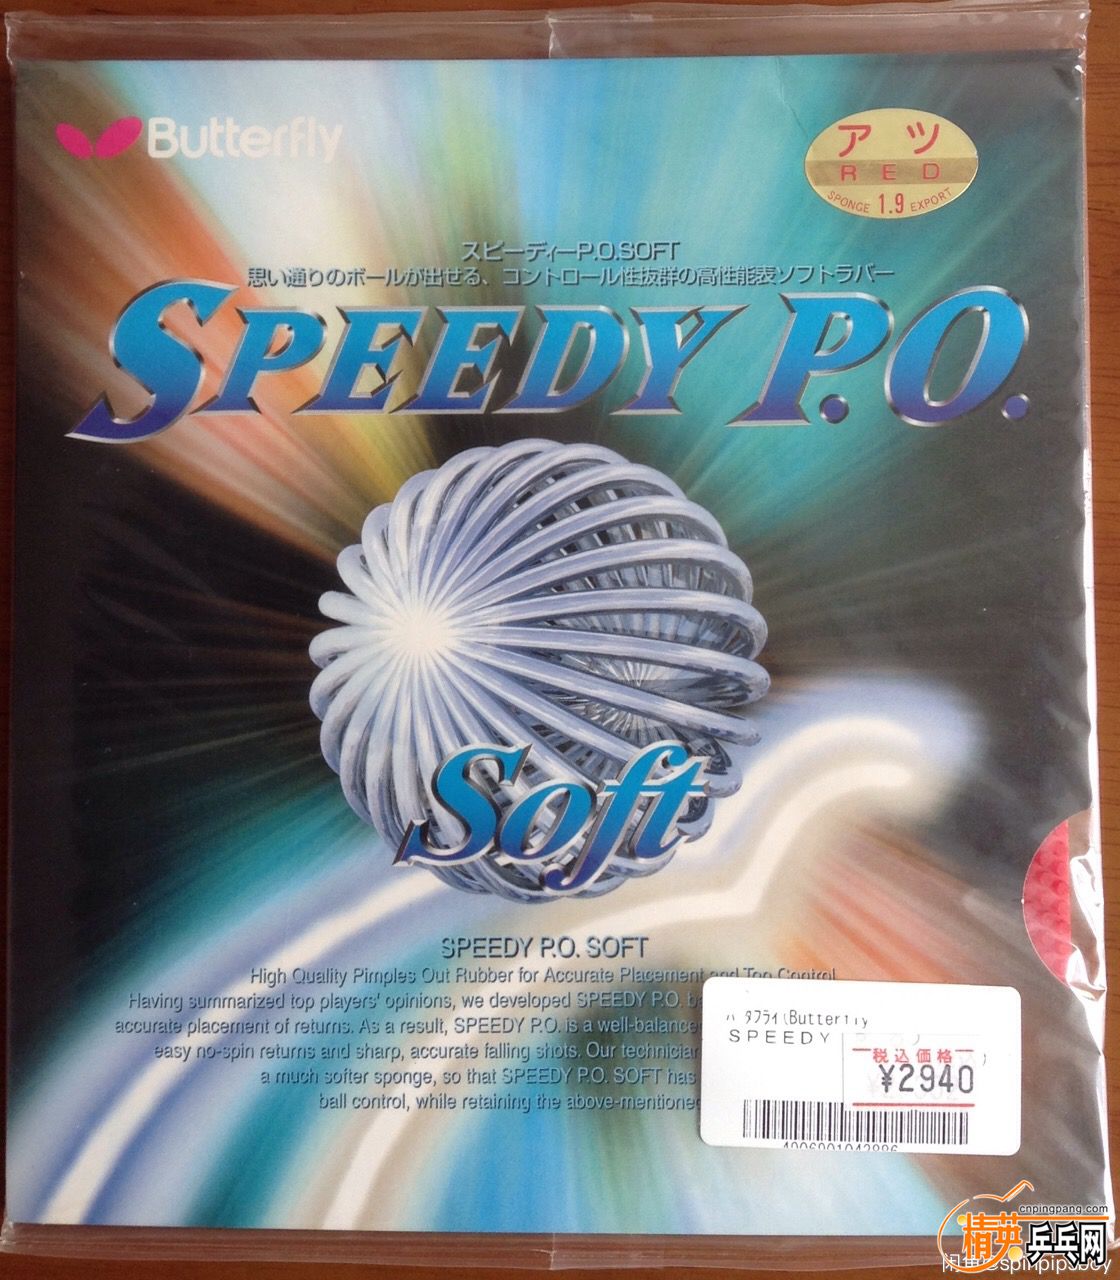 Butterfly
アツ
RED
SPONGE 1.9 EXPORT
スピーディーP.O.SOFT
思い通りのボールが出せる、コントロール性抜群の高性能表ソフトラバー
SPEEDY P.O.
Soft
SPEEDY P.O. SOFT
High Quality Pimples Out Rubber for Accurate Placement and Top Control
Having summarized top players' opinions, we developed SPEEDY P.O.
accurate placement of returns. As a result, SPEEDY P.O. is a well-balanced
easy no-spin returns and sharp, accurate falling shots. Our technician
a much softer sponge, so that SPEEDY P.O. SOFT has
ball control, while retaining the above-mentioned
バタフライ(Butterfly
SPEEDY
税込価格
¥2940
cnpingpang.com
精英乒乓网